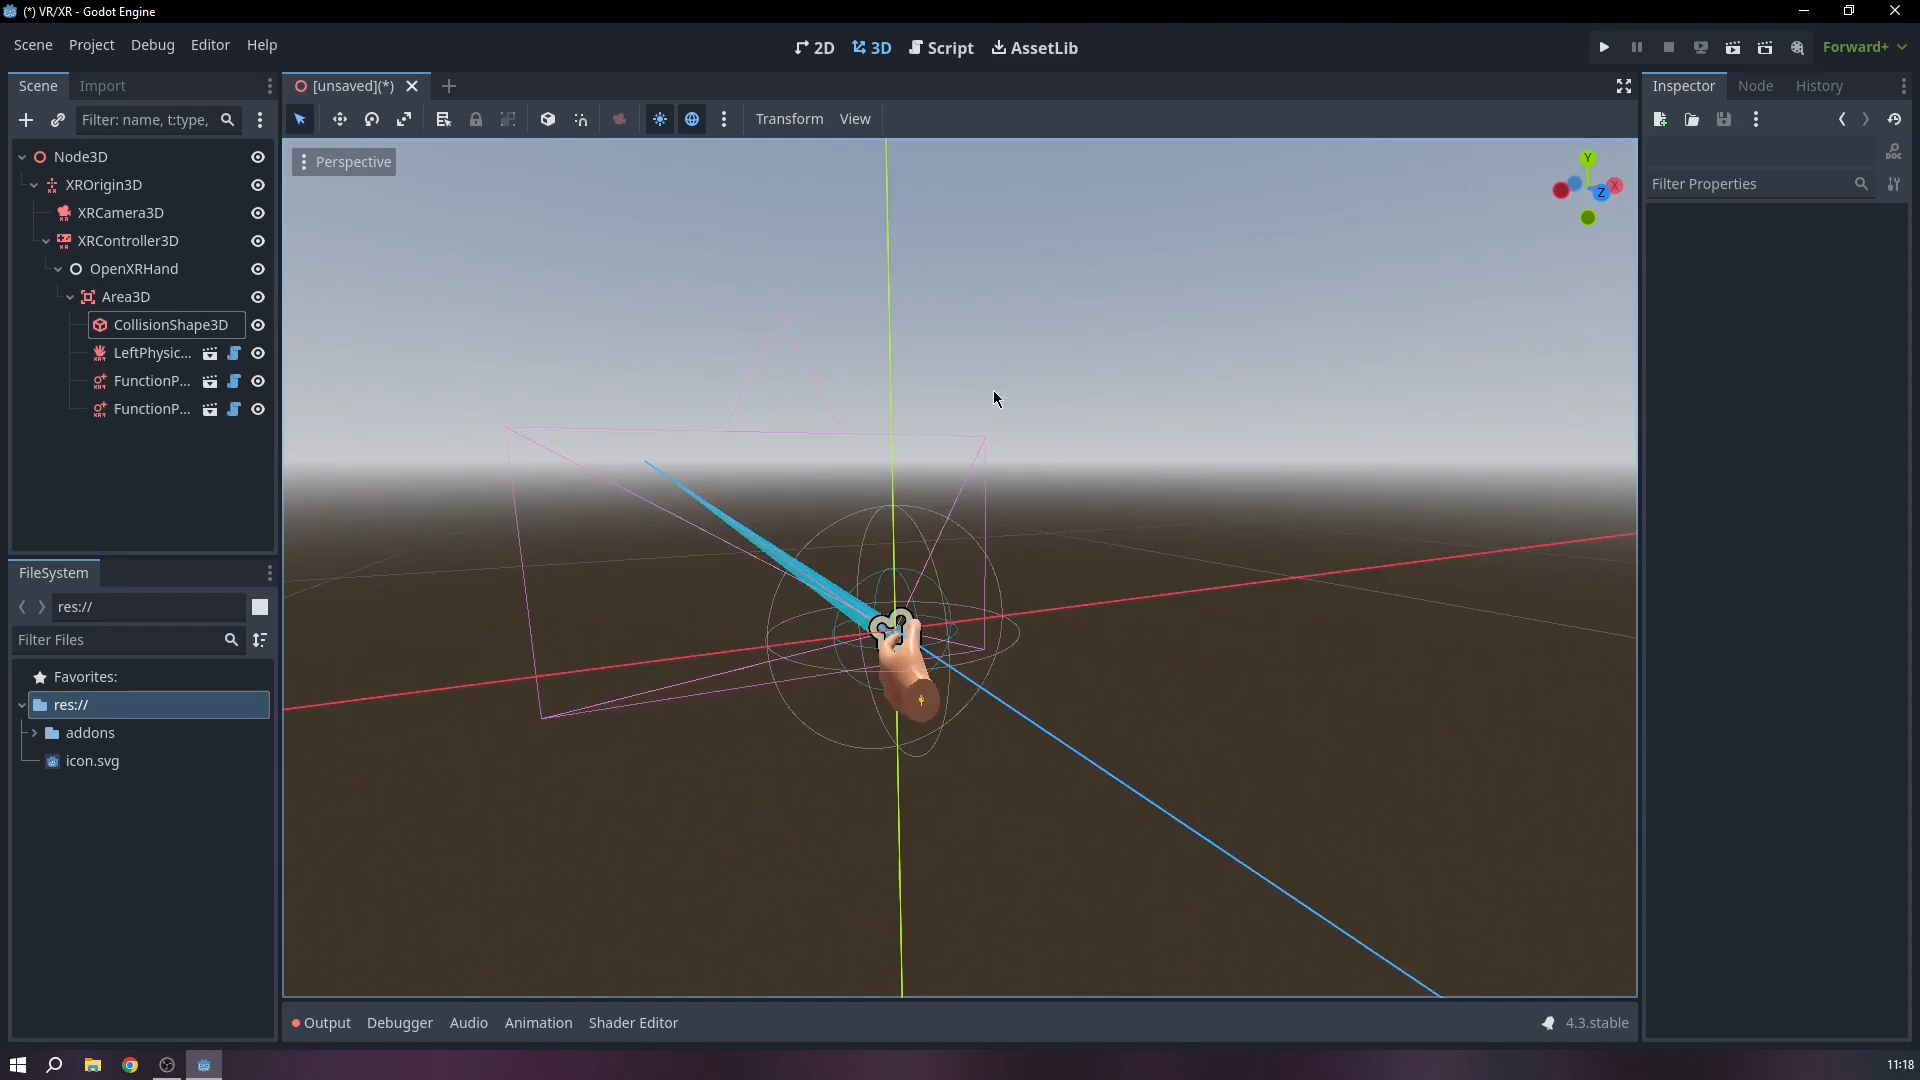 (*) VR/XR - Godot Engine
Scene Project Debug Editor Help
2D 3D Script AssetLib
Forward+
Scene Import
[unsaved](*)
Inspector Node History
Filter: name, t:type,
Transform View
Perspective
Y
X
Z
DOC
Filter Properties
Node3D
XROrigin3D
XRCamera3D
XRController3D
OpenXRHand
Area3D
CollisionShape3D
LeftPhysic...
FunctionP...
FunctionP...
FileSystem
res://
Filter Files
Favorites:
res://
addons
icon.svg
Output Debugger Audio Animation Shader Editor
4.3.stable
11:18